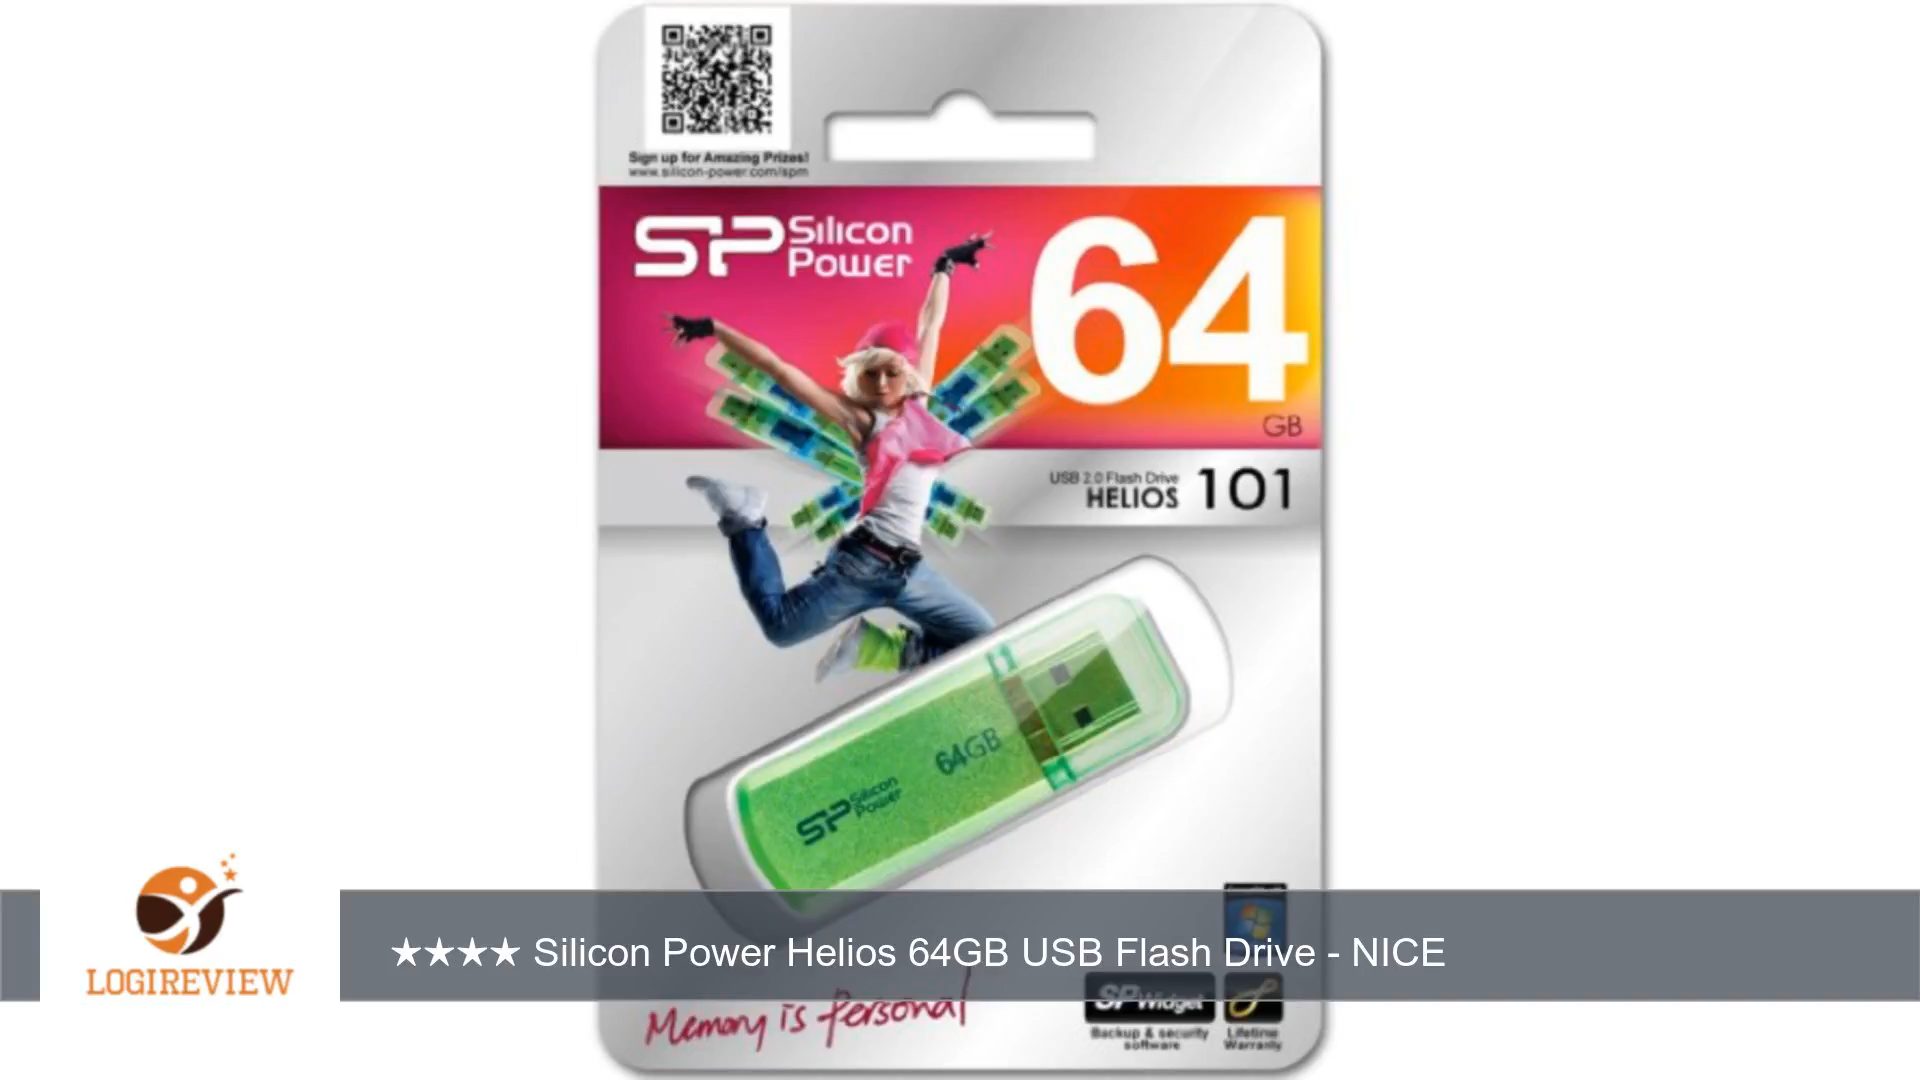 Sign up for Amazing Prizes!
www.silicon-power.com/spm
SP Silicon Power
64
GB
USB 2.0 Flash Drive
HELIOS 101
64GB
SP Silicon Power
★★★★ Silicon Power Helios 64GB USB Flash Drive - NICE
LOGIREVIEW
Memory is Personal
SP Widget
Backup & security software
Lifetime Warranty